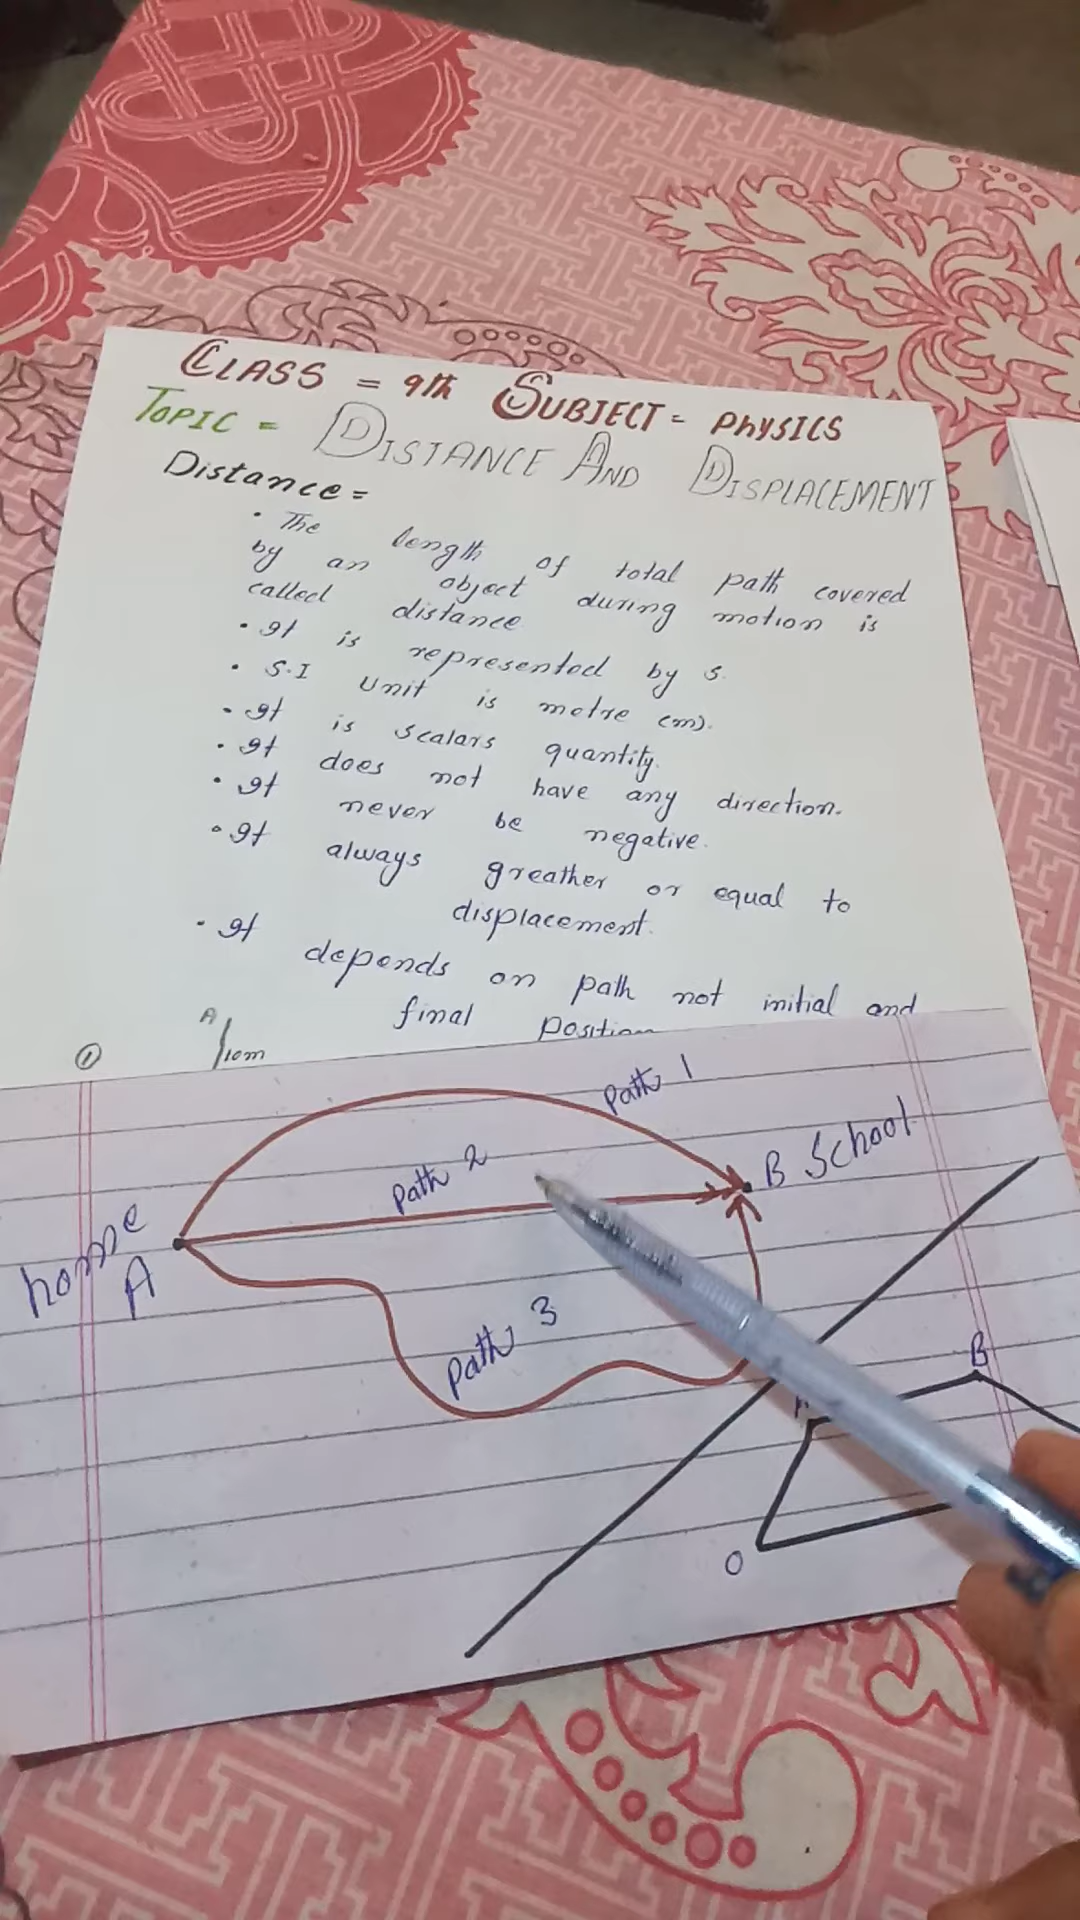 CLASS = 9th SUBJECT = PhYSICS
TOPIC = DISTANCE AND DISPLACEMENT
Distance =
• The length of total path covered
by an object during motion is
called distance
• It is represented by s.
• S.I Unit is metre (m).
• It is scalars quantity.
• It does not have any direction.
• It never be negative.
• It always greather or equal to
displacement.
• It depends on path not initial and
final position
① A 10m
Path 1
Path 2
B School
home
A
Path 3
B
A
O